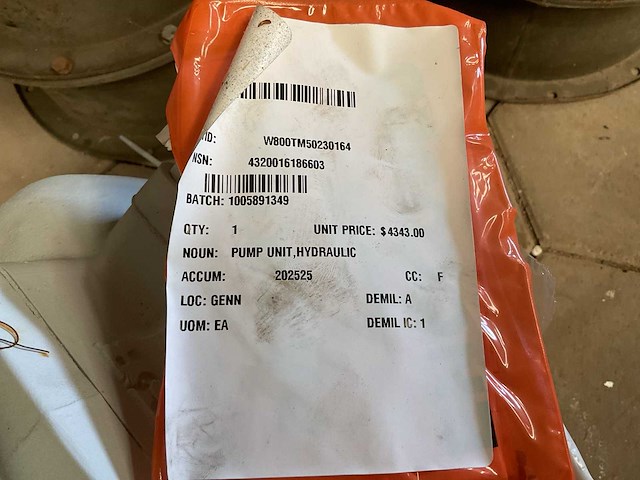 ID: W800TM50230164
NSN: 4320016186603
BATCH: 1005891349
QTY: 1 UNIT PRICE: $4343.00
NOUN: PUMP UNIT,HYDRAULIC
ACCUM: 202525 CC: F
LOC: GENN DEMIL: A
UOM: EA DEMIL IC: 1